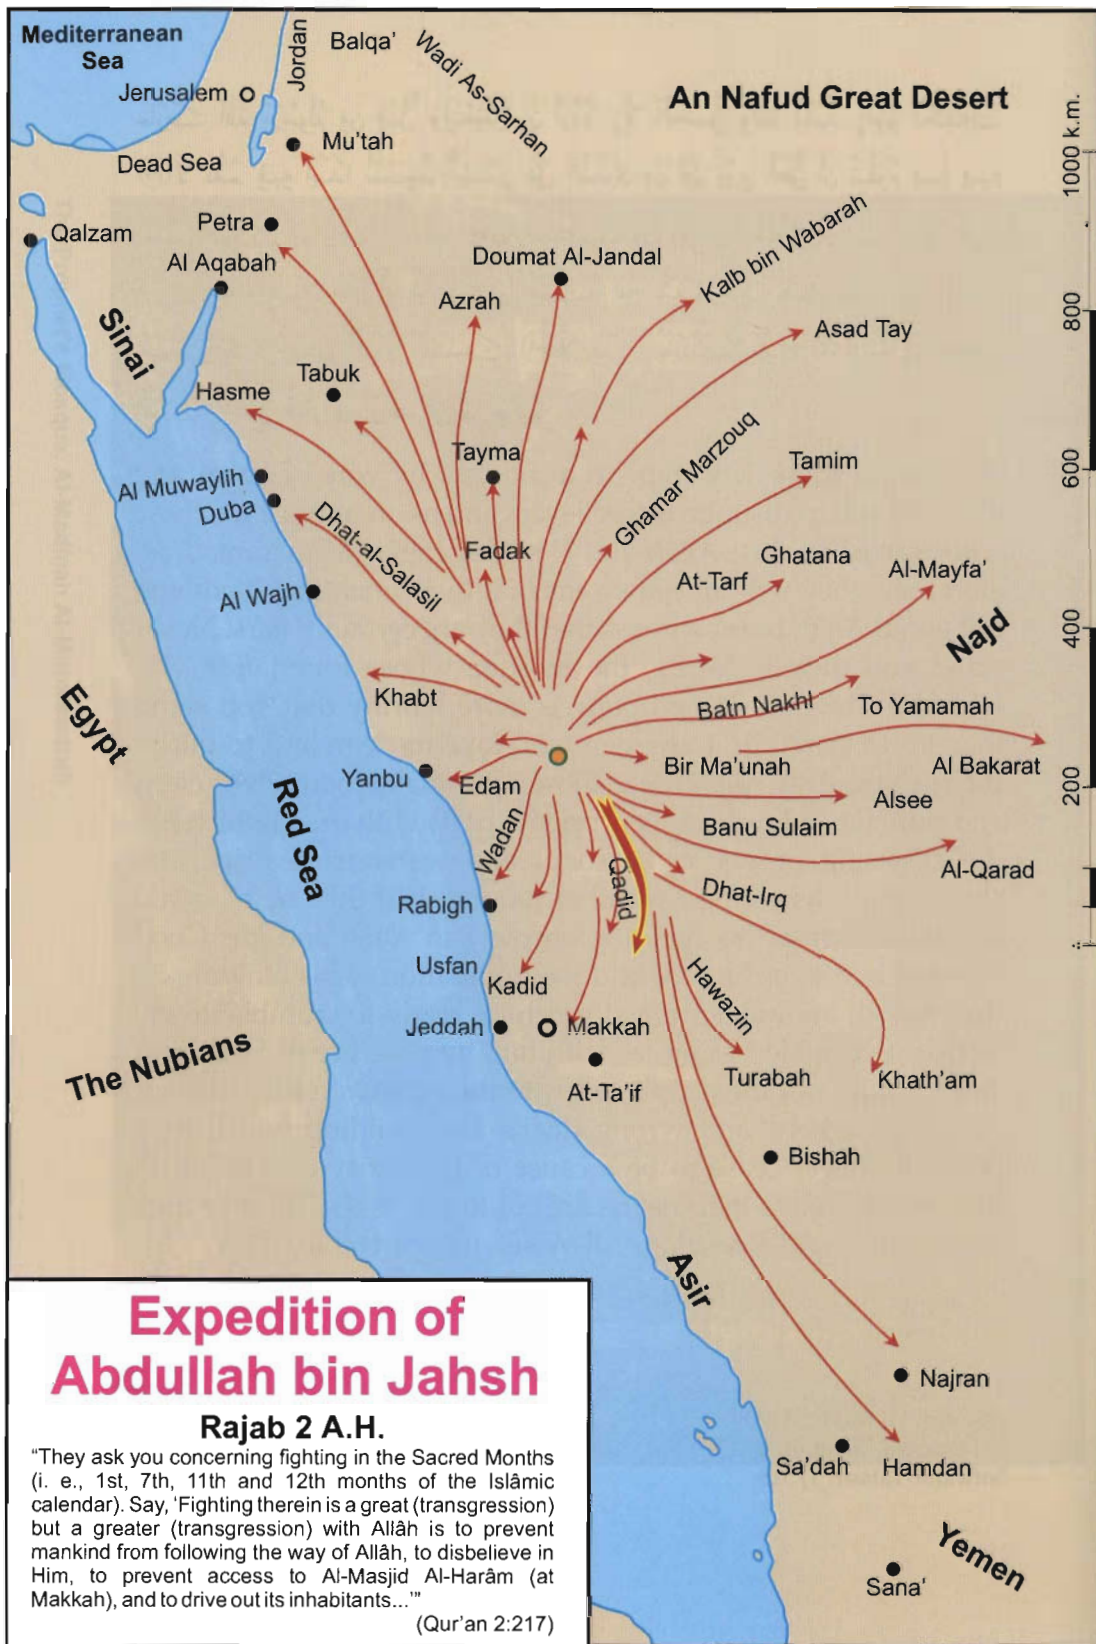 Mediterranean
Sea
Jordan
Balqa'
Wadi As-Sarhan
An Nafud Great Desert
Jerusalem
Mu'tah
Dead Sea
1000 k.m.
Petra
Qalzam
Al Aqabah
Doumat Al-Jandal
Kalb bin Wabarah
Azrah
800
Asad Tay
Sinai
Tabuk
Hasme
Tayma
Ghamar Marzouq
Tamim
600
Al Muwaylih
Duba
Dhat-al-Salasil
Fadak
Ghatana
At-Tarf
Al-Mayfa'
Al Wajh
Najd
400
Khabt
Batn Nakhl
To Yamamah
Egypt
Yanbu
Edam
Bir Ma'unah
Al Bakarat
200
Alsee
Red Sea
Wadan
Banu Sulaim
Qadid
Al-Qarad
Dhat-Irq
Rabigh
Usfan
Kadid
Hawazin
Jeddah
Makkah
The Nubians
At-Ta'if
Turabah
Khath'am
Bishah
Asir
Najran
Sa'dah
Hamdan
Yemen
Sana'
Expedition of
Abdullah bin Jahsh
Rajab 2 A.H.
"They ask you concerning fighting in the Sacred Months
(i. e., 1st, 7th, 11th and 12th months of the Islâmic
calendar). Say, 'Fighting therein is a great (transgression)
but a greater (transgression) with Allâh is to prevent
mankind from following the way of Allâh, to disbelieve in
Him, to prevent access to Al-Masjid Al-Harâm (at
Makkah), and to drive out its inhabitants...'"
(Qur'an 2:217)